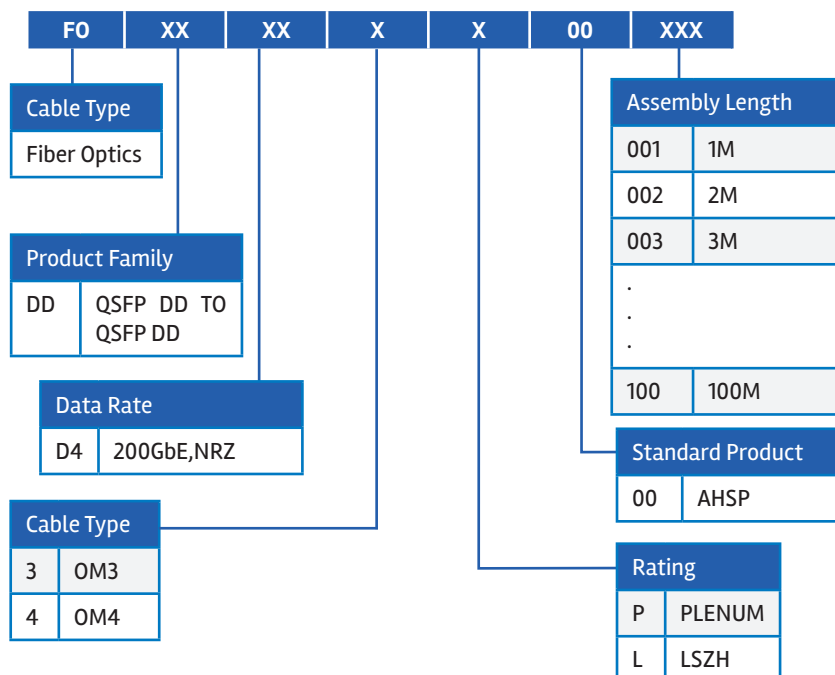 FO XX XX X X 00 XXX
Cable Type
Fiber Optics
Product Family
DD QSFP DD TO
QSFP DD
Data Rate
D4 200GbE,NRZ
Cable Type
3 OM3
4 OM4
Assembly Length
001 1M
002 2M
003 3M
.
.
.
100 100M
Standard Product
00 AHSP
Rating
P PLENUM
L LSZH